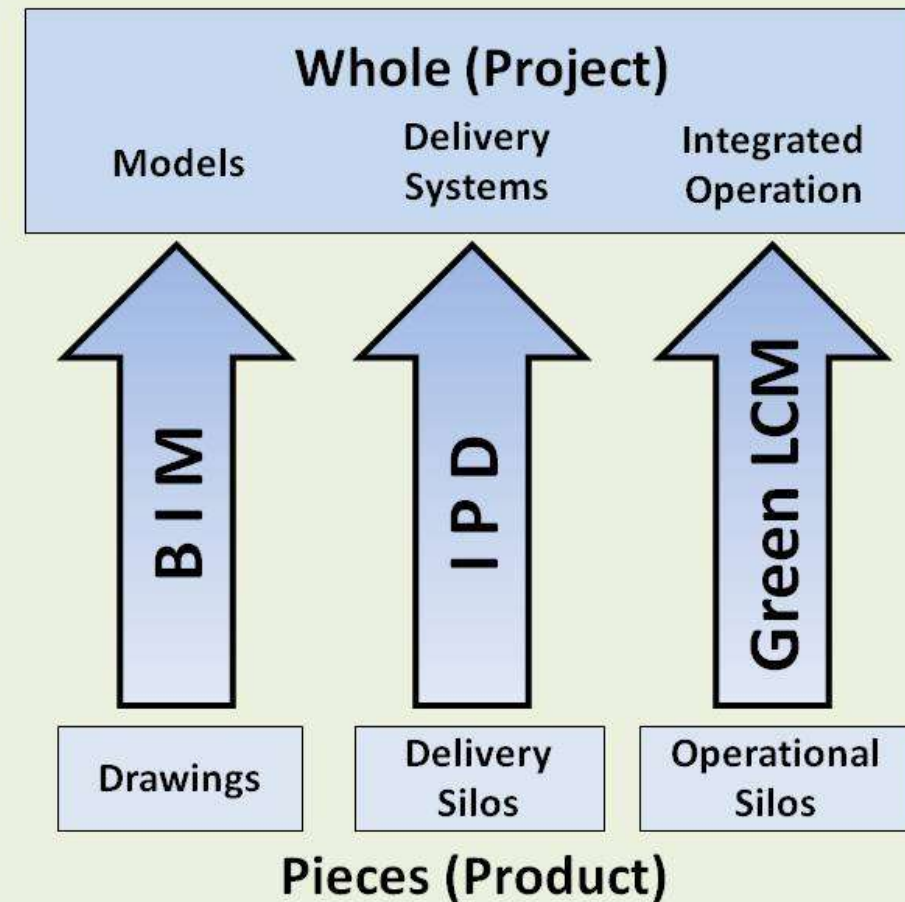 Whole (Project)
Models
Delivery
Systems
Integrated
Operation
B I M
I P D
Green LCM
Drawings
Delivery
Silos
Operational
Silos
Pieces (Product)